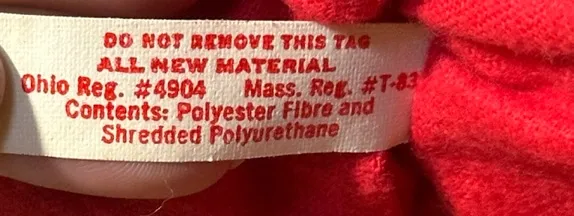 DO NOT REMOVE THIS TAG
ALL NEW MATERIAL
Ohio Reg. #4904 Mass. Reg. #T-83
Contents: Polyester Fibre and
Shredded Polyurethane